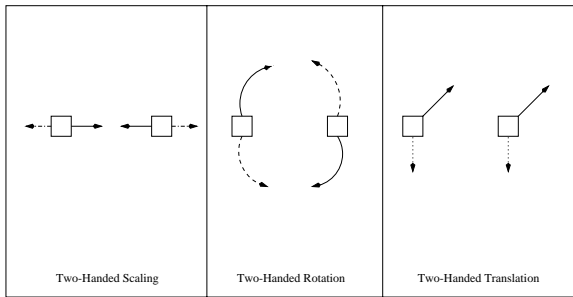 Two-Handed Scaling
Two-Handed Rotation
Two-Handed Translation